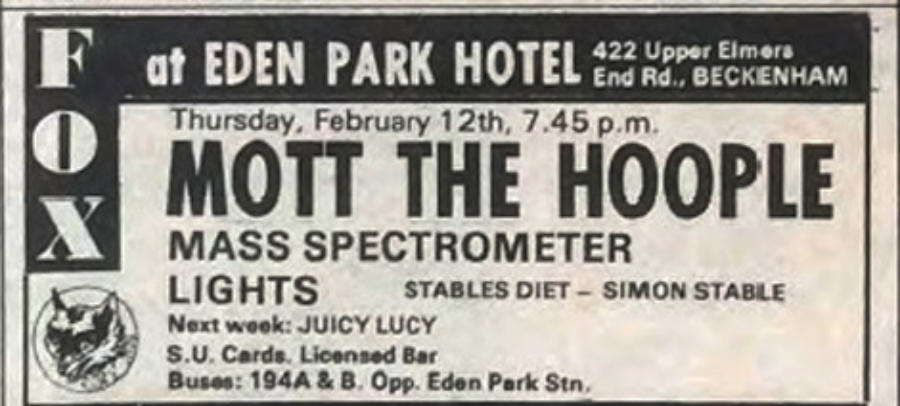 FOX
at EDEN PARK HOTEL
422 Upper Elmers
End Rd., BECKENHAM
Thursday, February 12th, 7.45 p.m.
MOTT THE HOOPLE
MASS SPECTROMETER
LIGHTS STABLES DIET – SIMON STABLE
Next week: JUICY LUCY
S.U. Cards. Licensed Bar
Buses: 194A & B. Opp. Eden Park Stn.